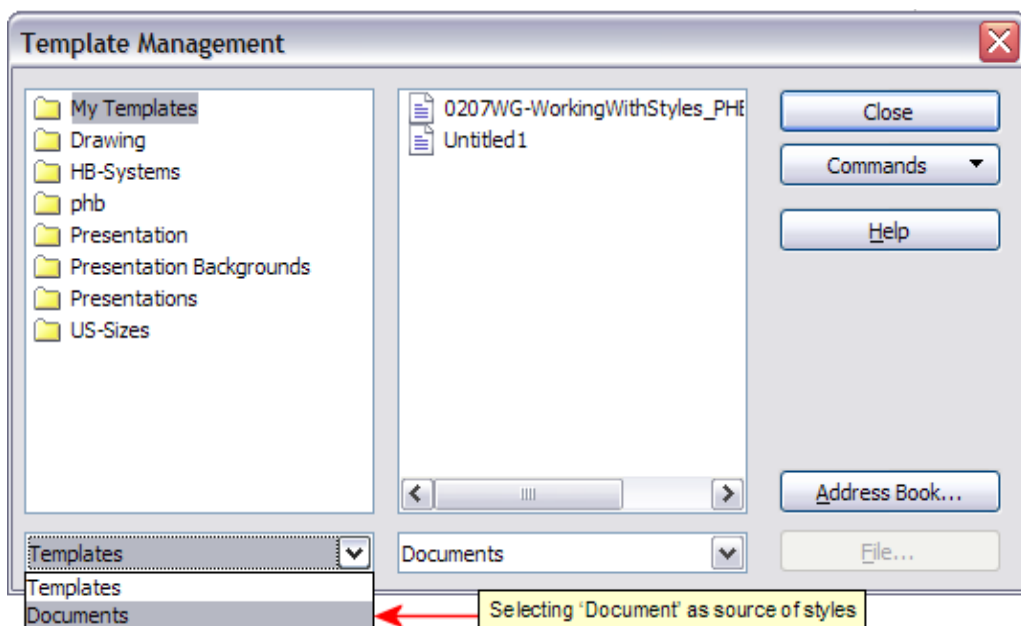 Template Management
My Templates
Drawing
HB-Systems
phb
Presentation
Presentation Backgrounds
Presentations
US-Sizes
0207WG-WorkingWithStyles_PHB
Untitled1
Close
Commands
Help
Address Book...
File...
Templates
Documents
Templates
Documents
Selecting ‘Document’ as source of styles